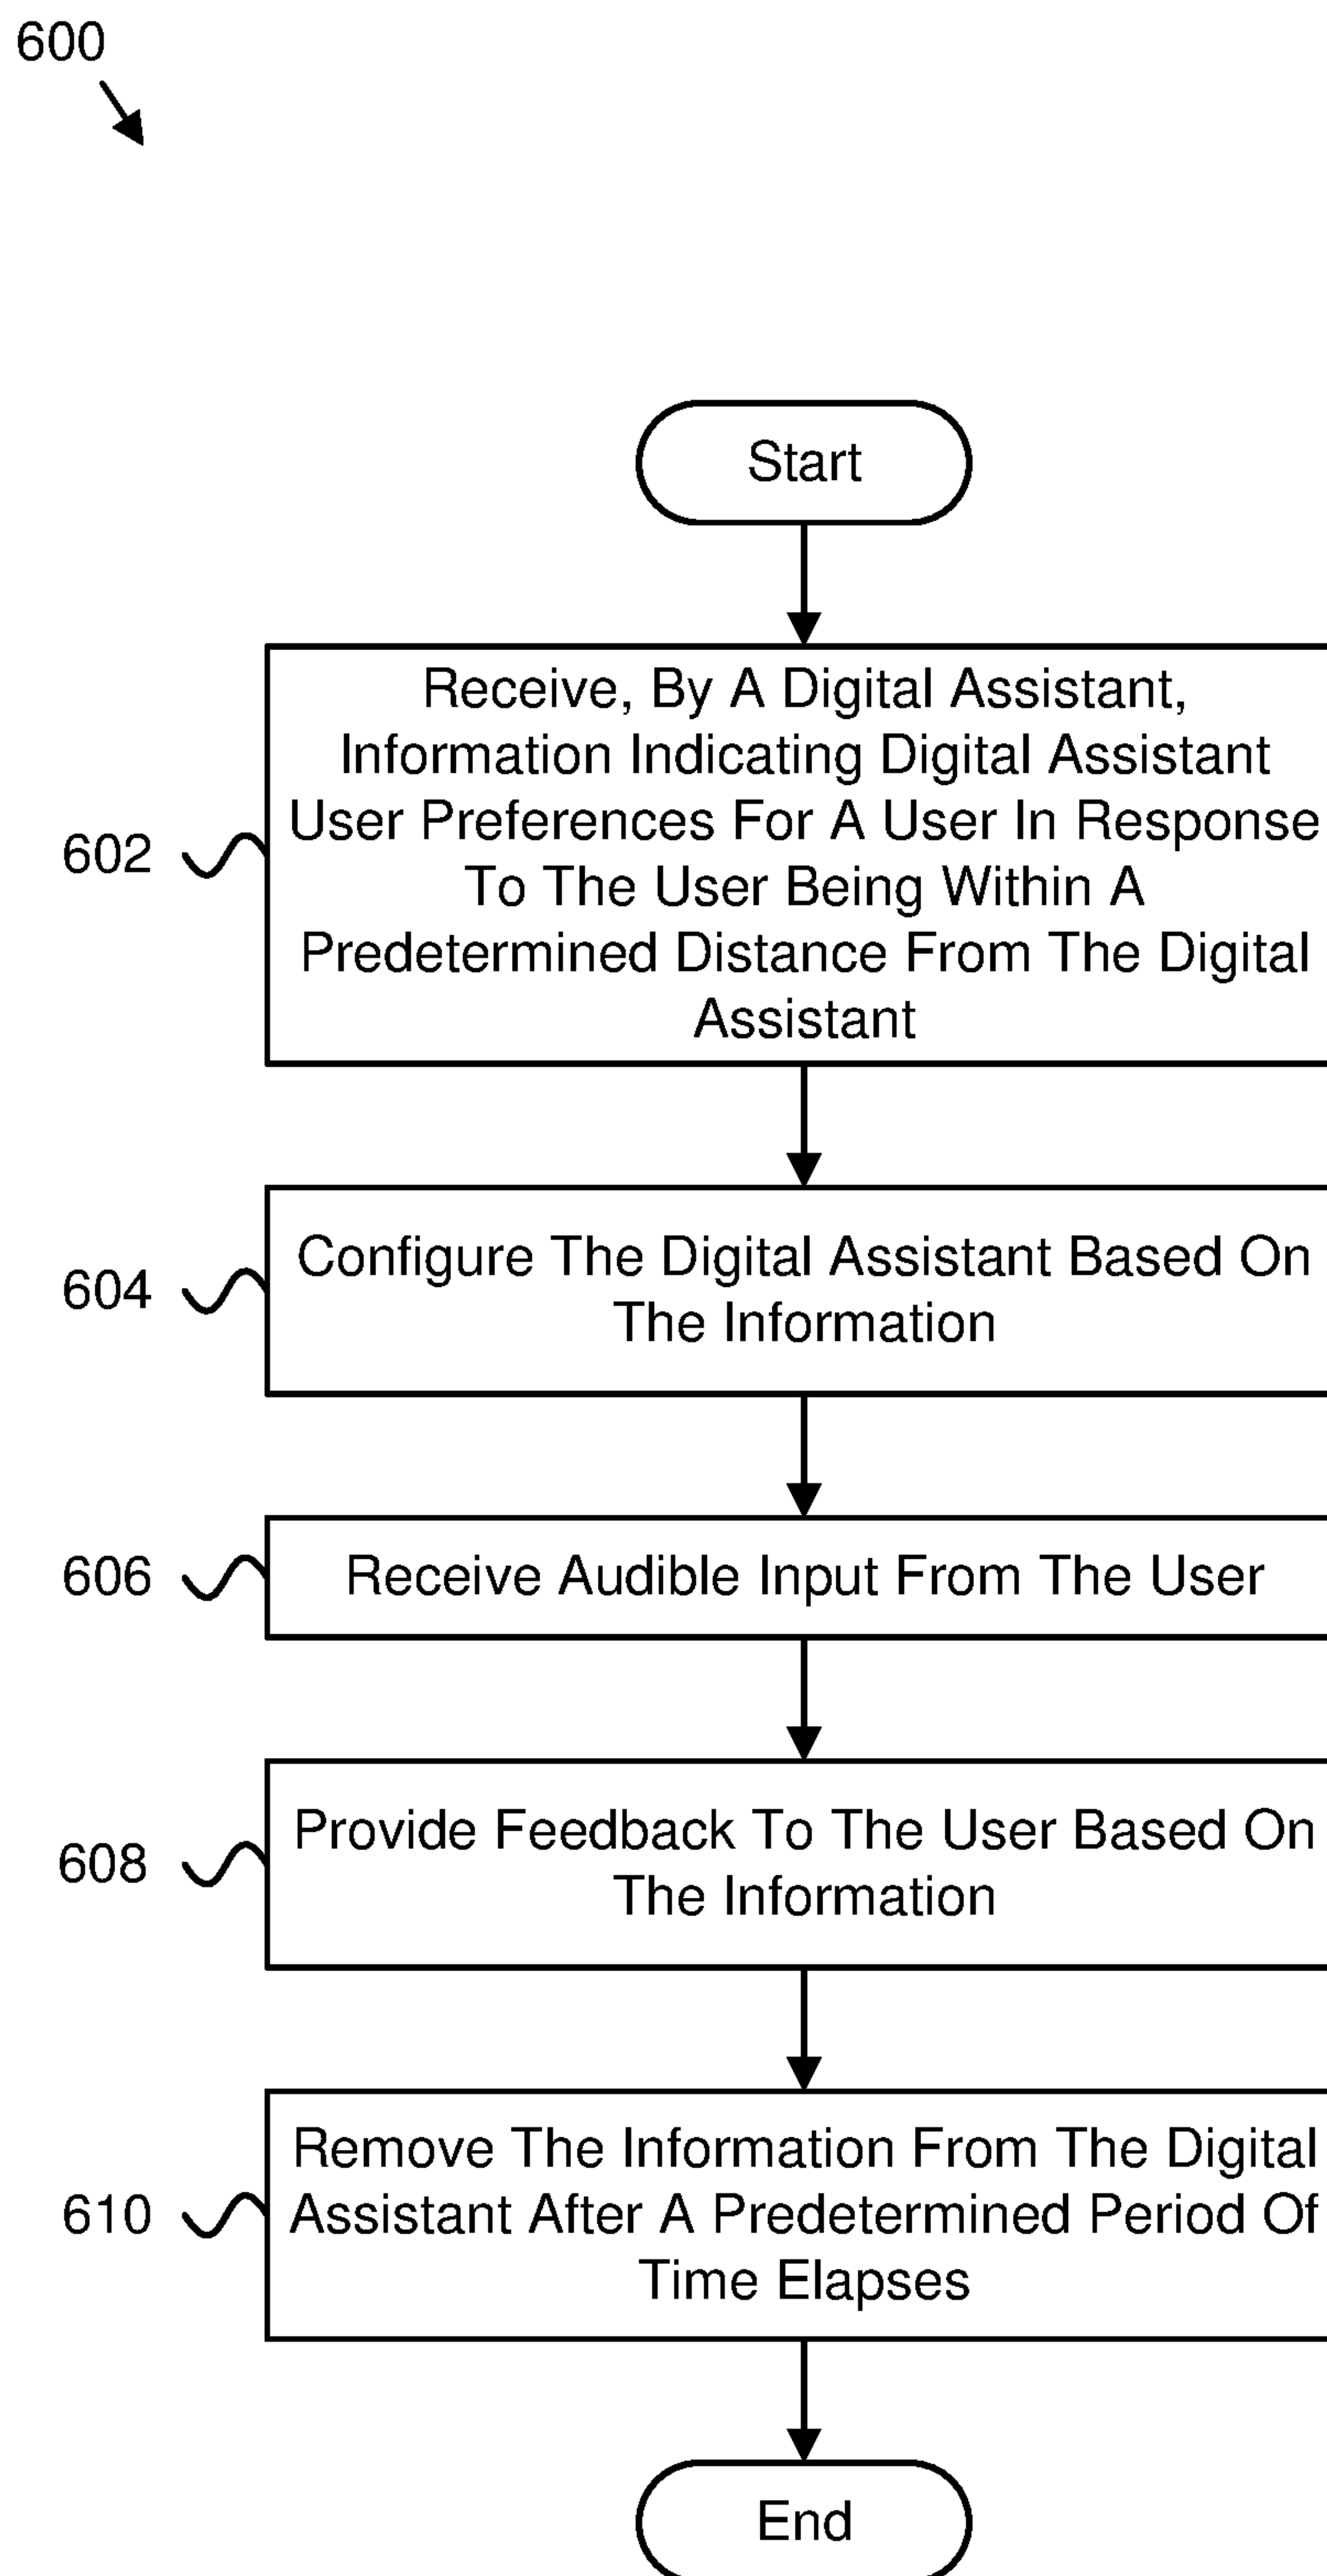 600
Start
Receive, By A Digital Assistant,
Information Indicating Digital Assistant
User Preferences For A User In Response
To The User Being Within A
Predetermined Distance From The Digital
Assistant
602
Configure The Digital Assistant Based On
The Information
604
606
Receive Audible Input From The User
Provide Feedback To The User Based On
The Information
608
Remove The Information From The Digital
Assistant After A Predetermined Period Of
Time Elapses
610
End